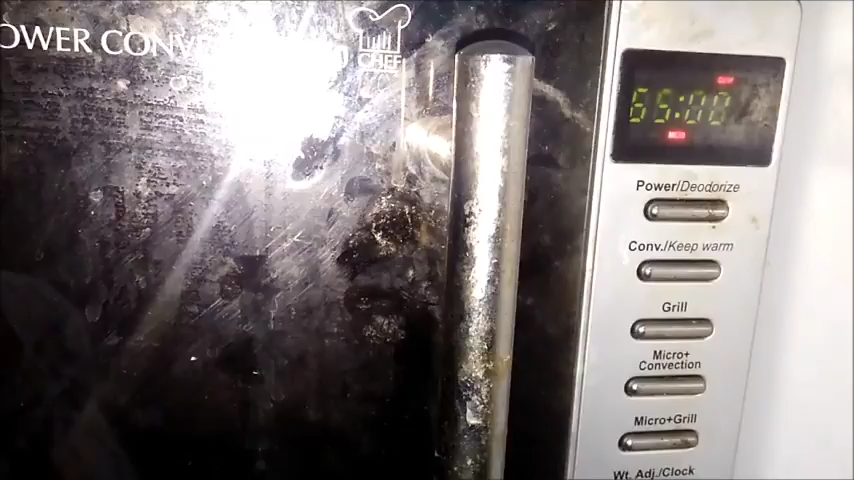 OWER CONV
CHEF
65:00
Power/Deodorize
Conv./Keep warm
Grill
Micro+
Convection
Micro+Grill
Wt. Adj./Clock